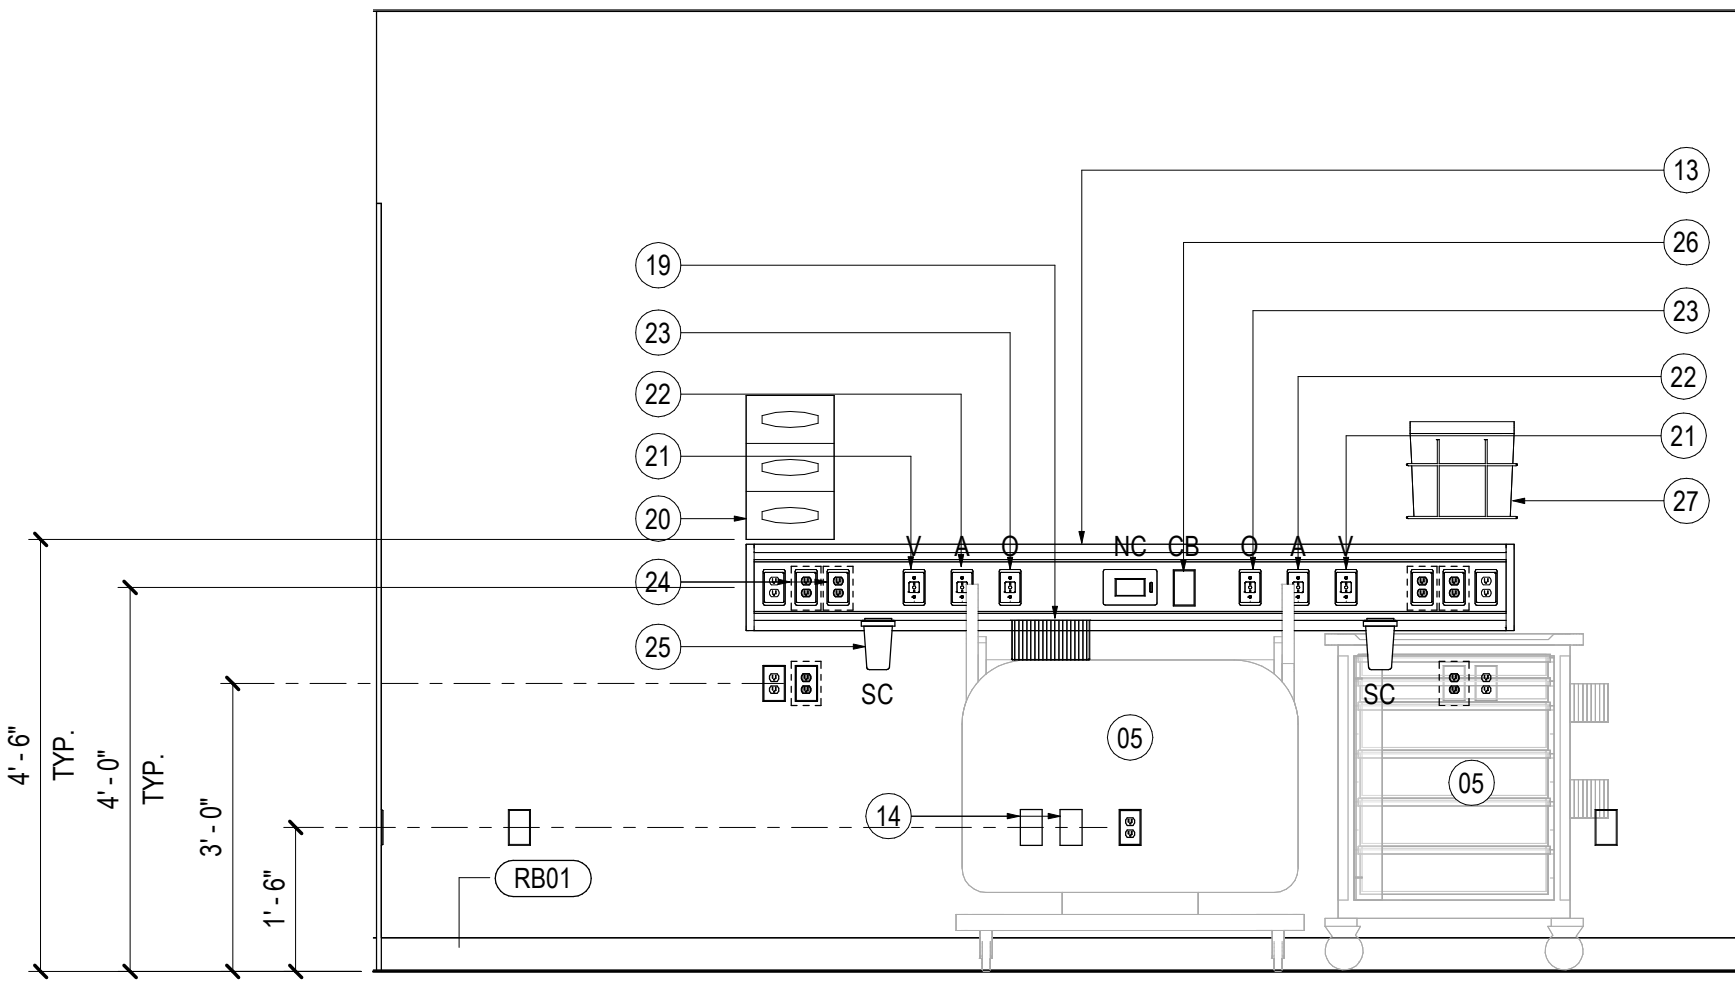 13
26
19
23
23
22
22
21
21
27
20
V A O NC CB O A V
24
25
SC SC
05
05
14
RB01
4' - 6"
TYP.
4' - 0"
TYP.
3' - 0"
1' - 6"